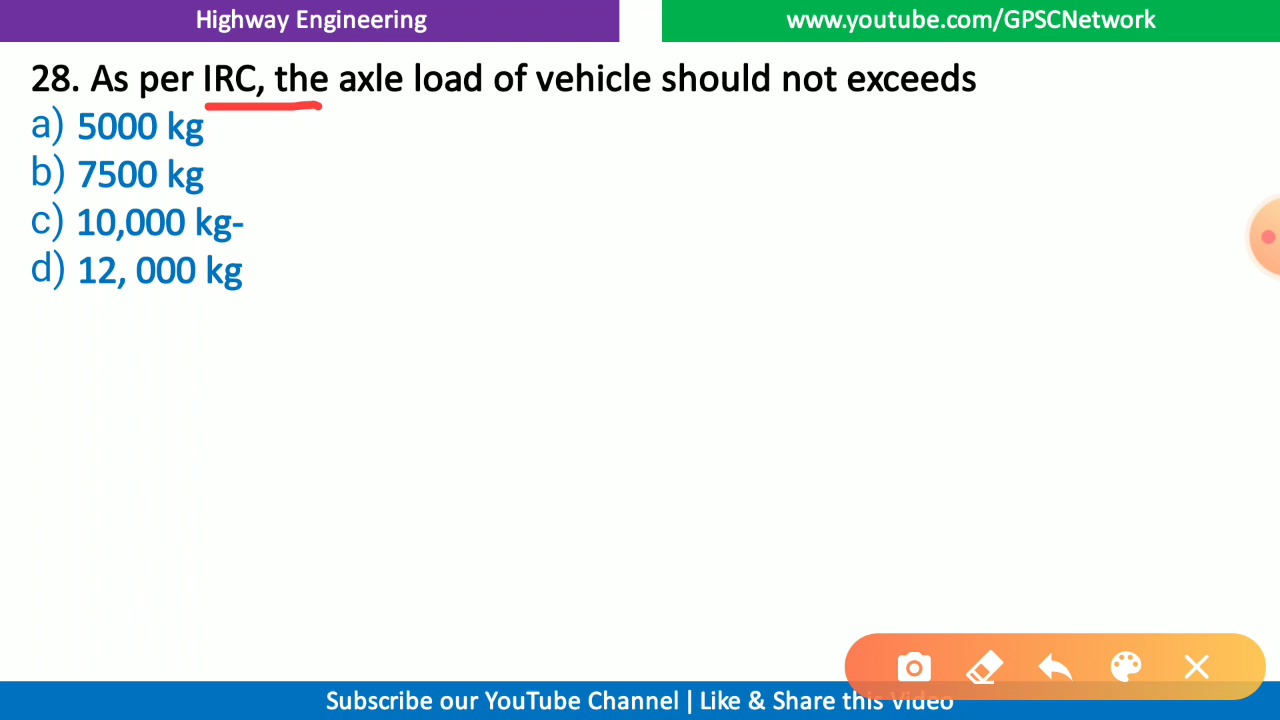 Highway Engineering
www.youtube.com/GPSCNetwork
28. As per IRC, the axle load of vehicle should not exceeds
a) 5000 kg
b) 7500 kg
c) 10,000 kg-
d) 12, 000 kg
Subscribe our YouTube Channel | Like & Share this Video